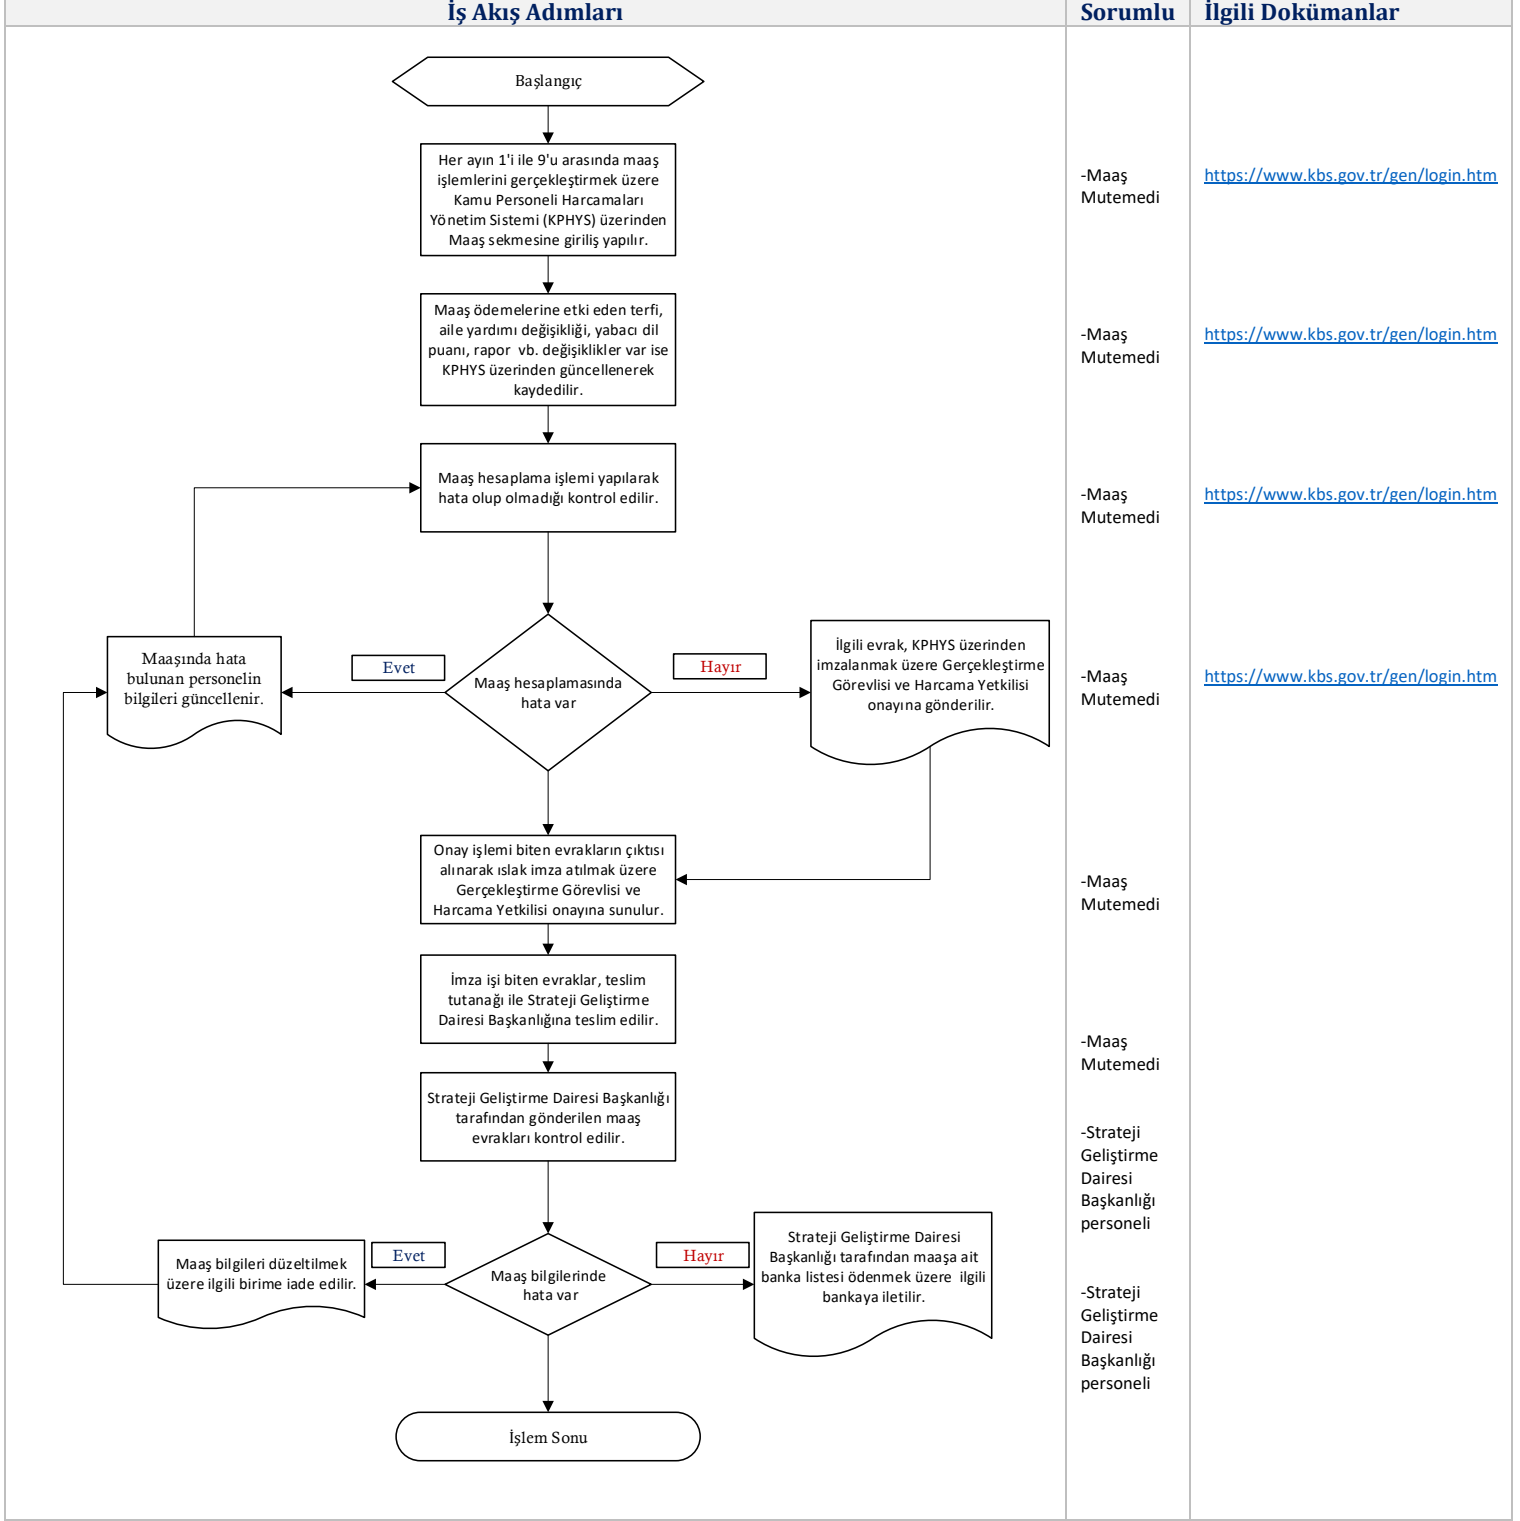 İş Akış Adımları
Sorumlu
İlgili Dokümanlar
Başlangıç
Her ayın 1'i ile 9'u arasında maaş
işlemlerini gerçekleştirmek üzere
Kamu Personeli Harcamaları
Yönetim Sistemi (KPHYS) üzerinden
Maaş sekmesine giriliş yapılır.
-Maaş
Mutemedi
https://www.kbs.gov.tr/gen/login.htm
Maaş ödemelerine etki eden terfi,
aile yardımı değişikliği, yabacı dil
puanı, rapor vb. değişiklikler var ise
KPHYS üzerinden güncellenerek
kaydedilir.
-Maaş
Mutemedi
https://www.kbs.gov.tr/gen/login.htm
Maaş hesaplama işlemi yapılarak
hata olup olmadığı kontrol edilir.
-Maaş
Mutemedi
https://www.kbs.gov.tr/gen/login.htm
Maaşında hata
bulunan personelin
bilgileri güncellenir.
Evet
Maaş hesaplamasında
hata var
Hayır
İlgili evrak, KPHYS üzerinden
imzalanmak üzere Gerçekleştirme
Görevlisi ve Harcama Yetkilisi
onayına gönderilir.
-Maaş
Mutemedi
https://www.kbs.gov.tr/gen/login.htm
Onay işlemi biten evrakların çıktısı
alınarak ıslak imza atılmak üzere
Gerçekleştirme Görevlisi ve
Harcama Yetkilisi onayına sunulur.
-Maaş
Mutemedi
İmza işi biten evraklar, teslim
tutanağı ile Strateji Geliştirme
Dairesi Başkanlığına teslim edilir.
-Maaş
Mutemedi
Strateji Geliştirme Dairesi Başkanlığı
tarafından gönderilen maaş
evrakları kontrol edilir.
-Strateji
Geliştirme
Dairesi
Başkanlığı
personeli
Maaş bilgileri düzeltilmek
üzere ilgili birime iade edilir.
Evet
Maaş bilgilerinde
hata var
Hayır
Strateji Geliştirme Dairesi
Başkanlığı tarafından maaşa ait
banka listesi ödenmek üzere ilgili
bankaya iletilir.
-Strateji
Geliştirme
Dairesi
Başkanlığı
personeli
İşlem Sonu